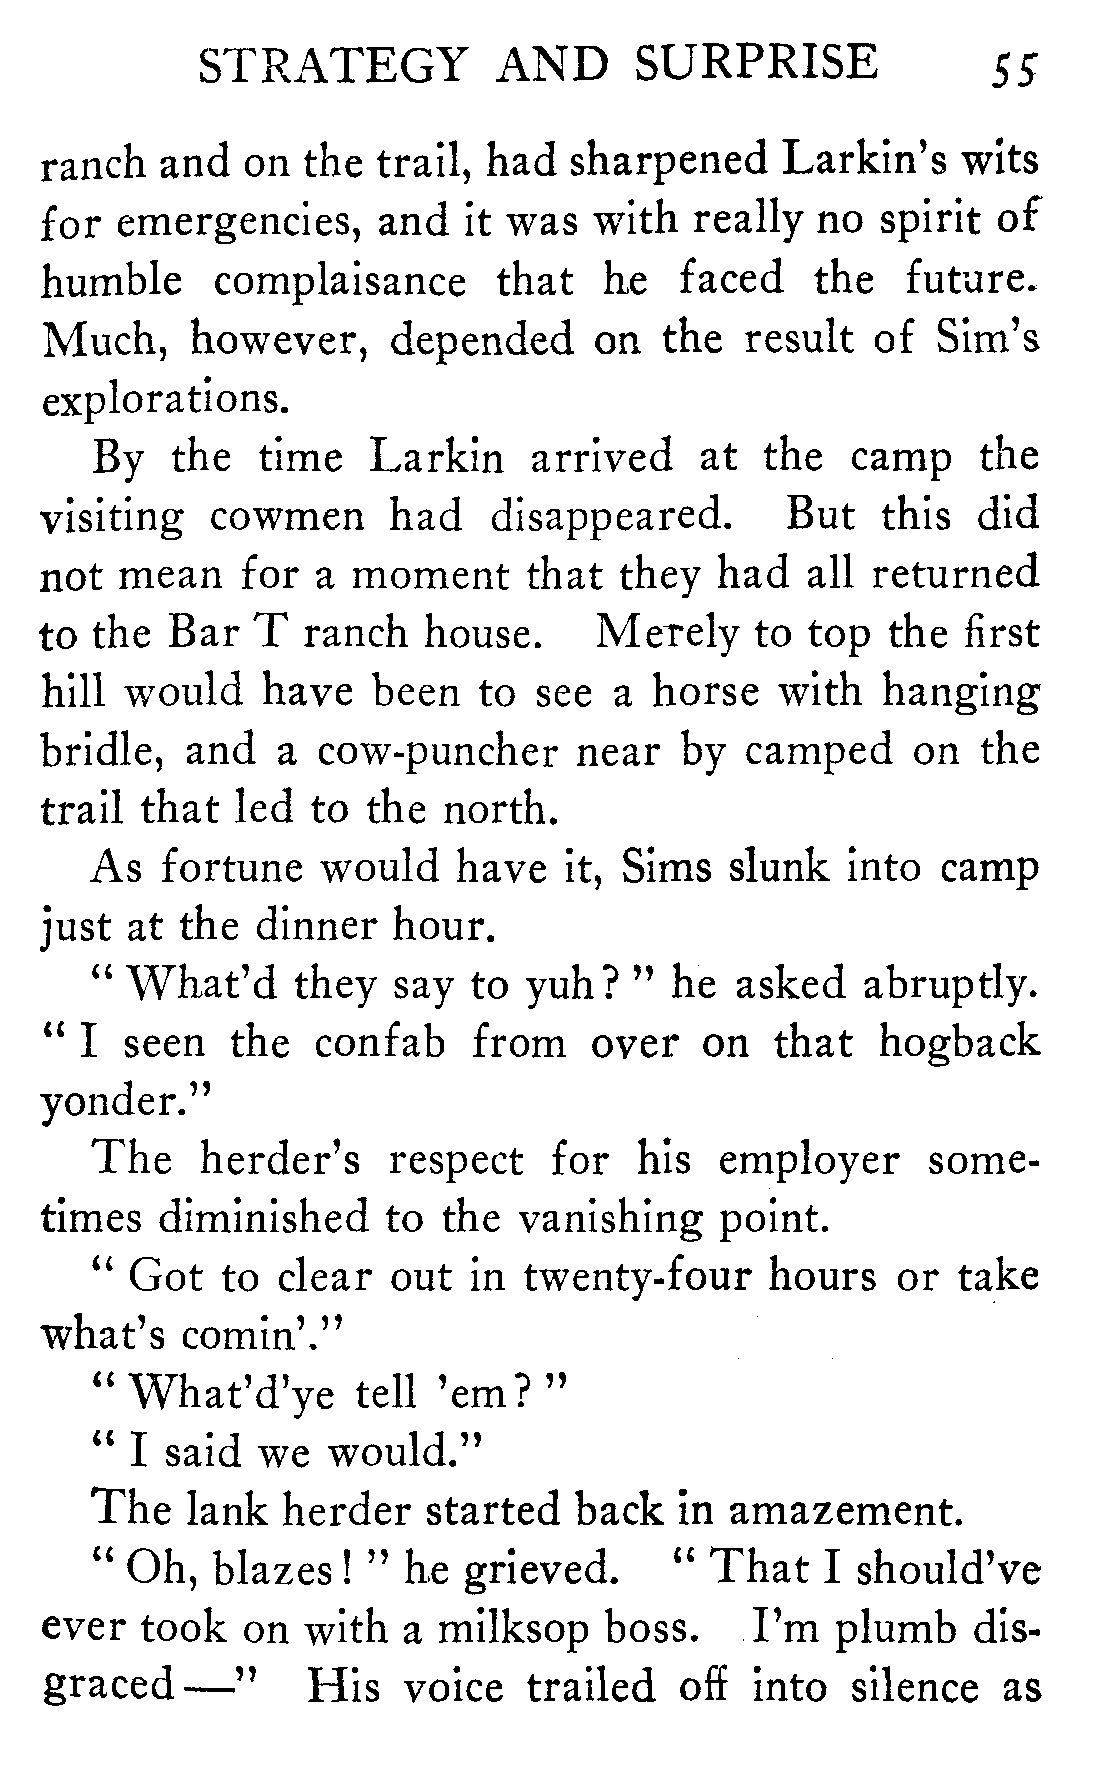 STRATEGY AND SURPRISE 55
ranch and on the trail, had sharpened Larkin's wits
for emergencies, and it was with really no spirit of
humble complaisance that he faced the future.
Much, however, depended on the result of Sim's
explorations.
By the time Larkin arrived at the camp the
visiting cowmen had disappeared. But this did
not mean for a moment that they had all returned
to the Bar T ranch house. Merely to top the first
hill would have been to see a horse with hanging
bridle, and a cow-puncher near by camped on the
trail that led to the north.
As fortune would have it, Sims slunk into camp
just at the dinner hour.
“ What'd they say to yuh? ” he asked abruptly.
“ I seen the confab from over on that hogback
yonder.”
The herder's respect for his employer some-
times diminished to the vanishing point.
“ Got to clear out in twenty-four hours or take
what's comin'.”
“ What'd'ye tell 'em? ”
“ I said we would.”
The lank herder started back in amazement.
“ Oh, blazes! ” he grieved. “ That I should've
ever took on with a milksop boss. I'm plumb dis-
graced—” His voice trailed off into silence as